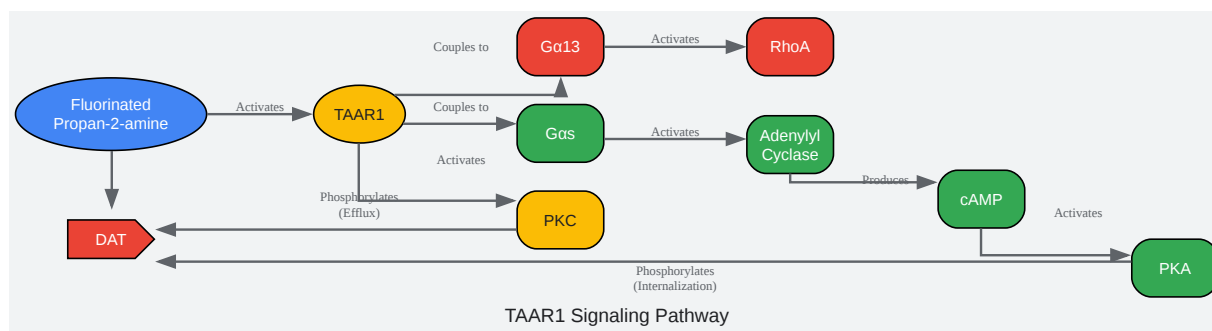 Couples to
Gα13
Activates
RhoA
Fluorinated
Propan-2-amine
Activates
TAAR1
Couples to
Gαs
Activates
Adenylyl
Cyclase
Activates
Produces
cAMP
Phosphorylates
(Efflux)
PKC
Activates
DAT
PKA
Phosphorylates
(Internalization)
TAAR1 Signaling Pathway